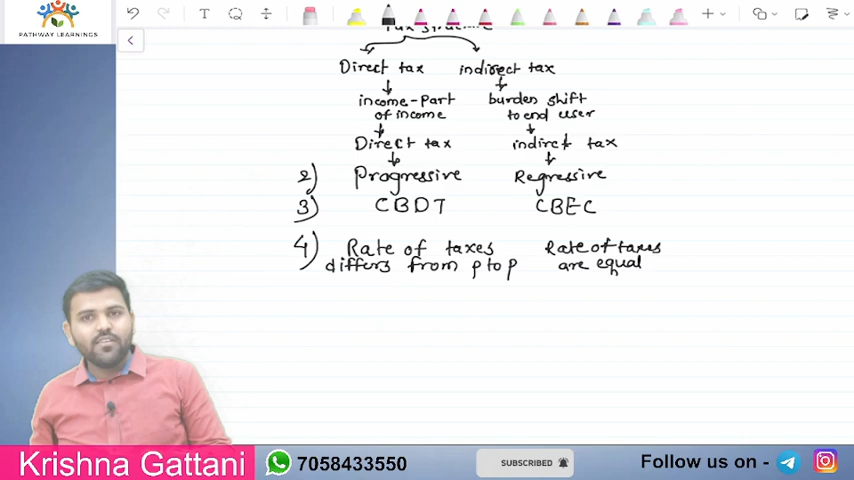 PATHWAY LEARNINGS
Tax structure
Direct tax indirect tax
income-part burden shift
of income to end user
Direct tax indirect tax
2) Progressive Regressive
3) CBDT CBEC
4) Rate of taxes Rate of taxes
differs from p to p are equal
Krishna Gattani 7058433550 SUBSCRIBED Follow us on -